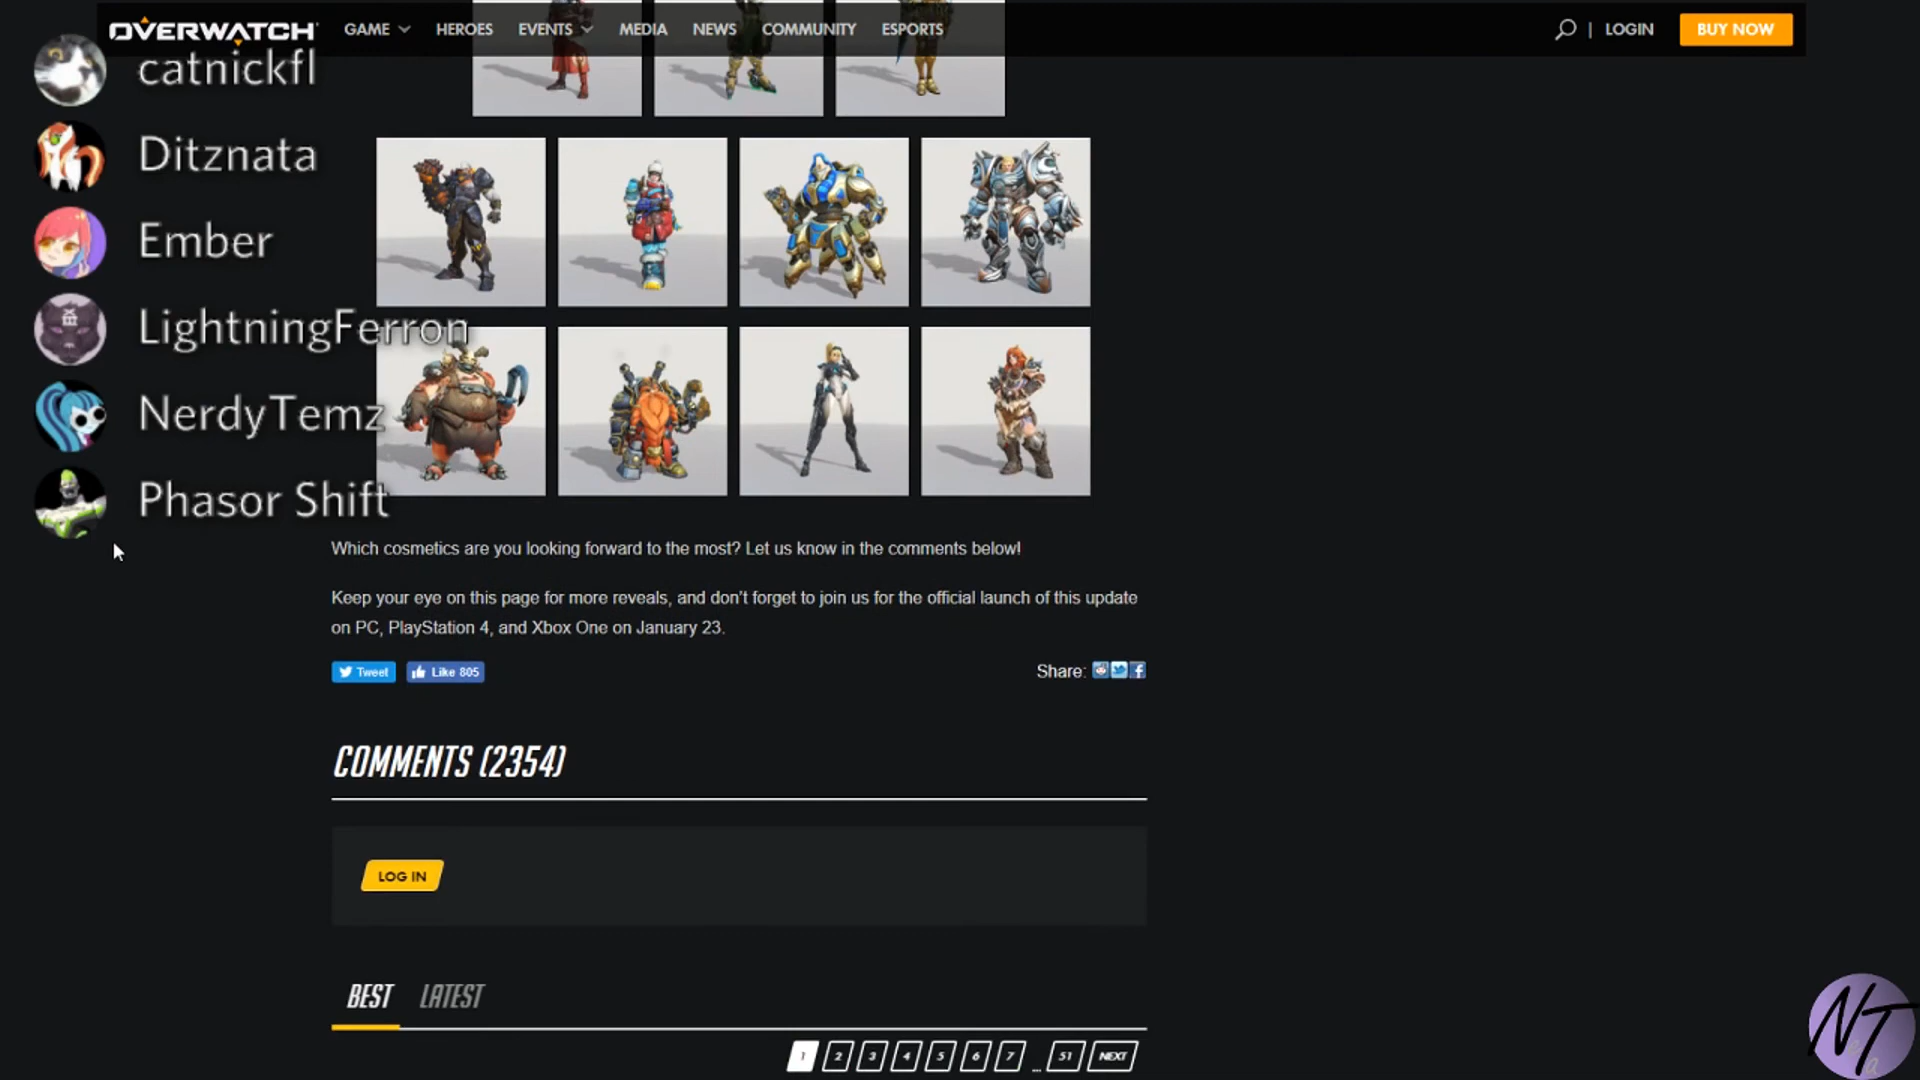 OVERWATCH
GAME HEROES EVENTS MEDIA NEWS COMMUNITY ESPORTS | LOGIN BUY NOW
catnickfl
Ditznata
Ember
LightningFerron
NerdyTemz
Phasor Shift
Which cosmetics are you looking forward to the most? Let us know in the comments below!
Keep your eye on this page for more reveals, and don't forget to join us for the official launch of this update
on PC, PlayStation 4, and Xbox One on January 23.
Tweet Like 805 Share:
COMMENTS (2354)
LOG IN
BEST LATEST
1 2 3 4 5 6 7 ... 51 NEXT
NT